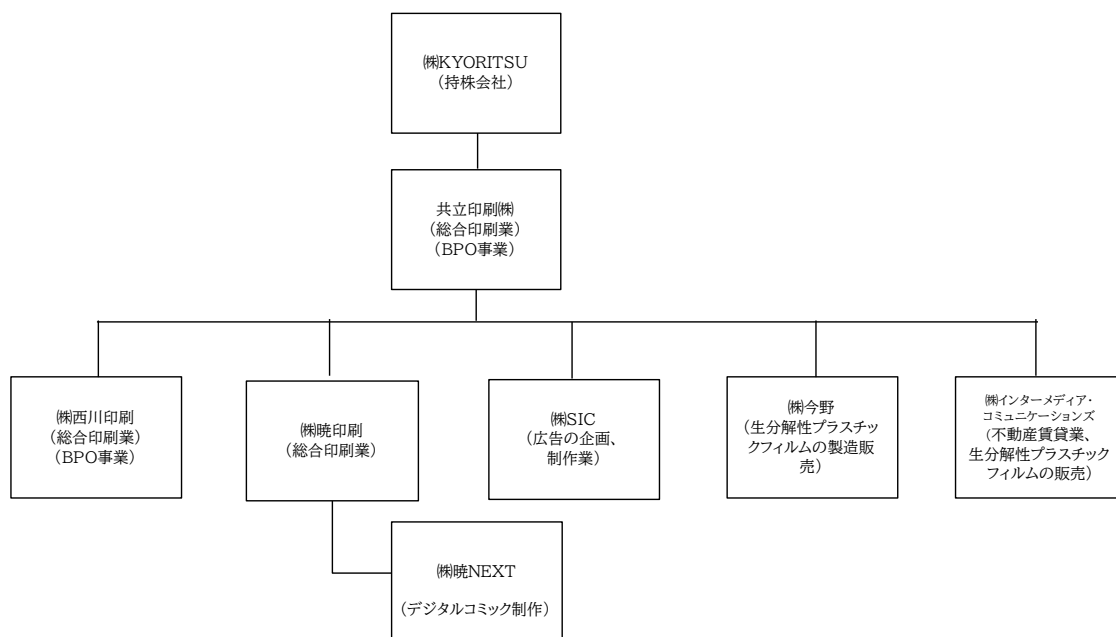 ㈱KYORITSU
(持株会社)
共立印刷㈱
(総合印刷業)
(BPO事業)
㈱西川印刷
(総合印刷業)
(BPO事業)
㈱暁印刷
(総合印刷業)
㈱SIC
(広告の企画、
制作業)
㈱今野
(生分解性プラスチッ
クフィルムの製造販
売)
㈱インターメディア・
コミュニケーションズ
(不動産賃貸業、
生分解性プラスチック
フィルムの販売)
㈱暁NEXT
(デジタルコミック制作)